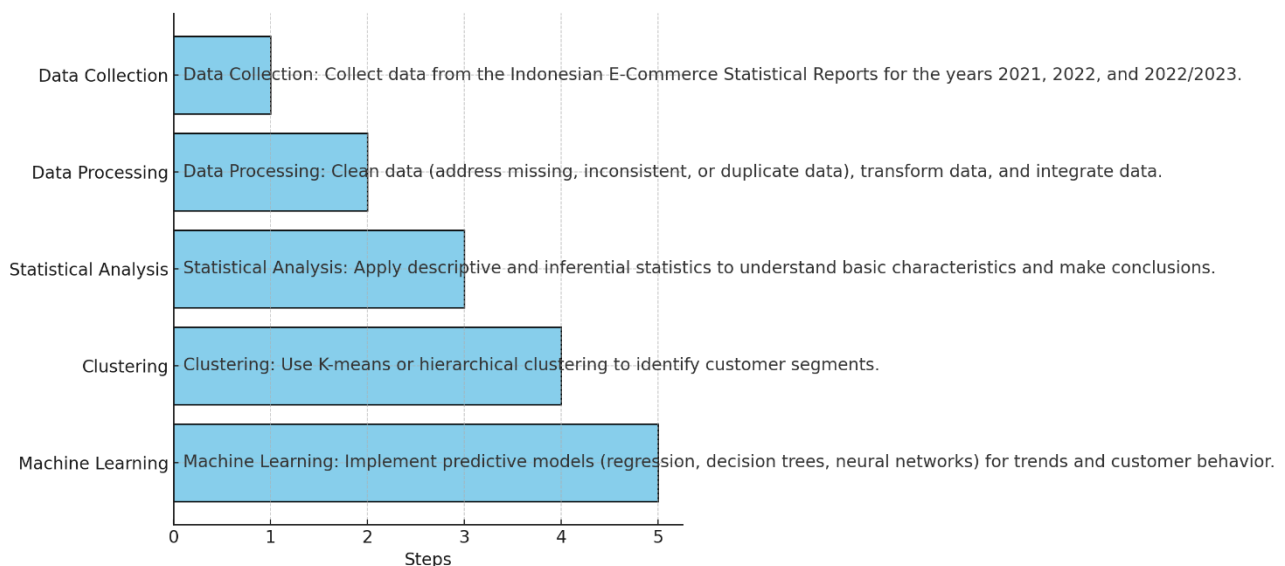 Data Collection
Data Collection: Collect data from the Indonesian E-Commerce Statistical Reports for the years 2021, 2022, and 2022/2023.
Data Processing
Data Processing: Clean data (address missing, inconsistent, or duplicate data), transform data, and integrate data.
Statistical Analysis
Statistical Analysis: Apply descriptive and inferential statistics to understand basic characteristics and make conclusions.
Clustering
Clustering: Use K-means or hierarchical clustering to identify customer segments.
Machine Learning
Machine Learning: Implement predictive models (regression, decision trees, neural networks) for trends and customer behavior.
0 1 2 3 4 5
Steps